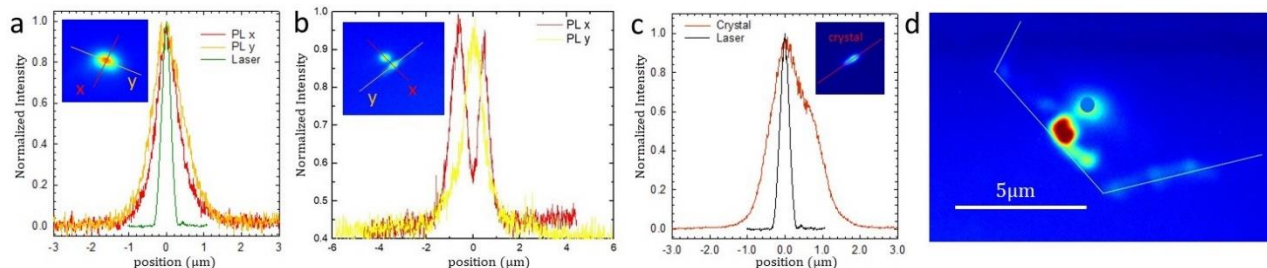 a
PL x
PL y
Laser
x
y
Normalized Intensity
1.0
0.8
0.6
0.4
0.2
0.0
-3 -2 -1 0 1 2 3
position (μm)
b
PL x
PL y
y
x
Normalized Intensity
1.0
0.9
0.8
0.7
0.6
0.5
0.4
-6 -4 -2 0 2 4 6
position (μm)
c
Crystal
Laser
crystal
Normalized Intensity
1.0
0.8
0.6
0.4
0.2
0.0
-3.0 -2.0 -1.0 0.0 1.0 2.0 3.0
position (μm)
d
5μm